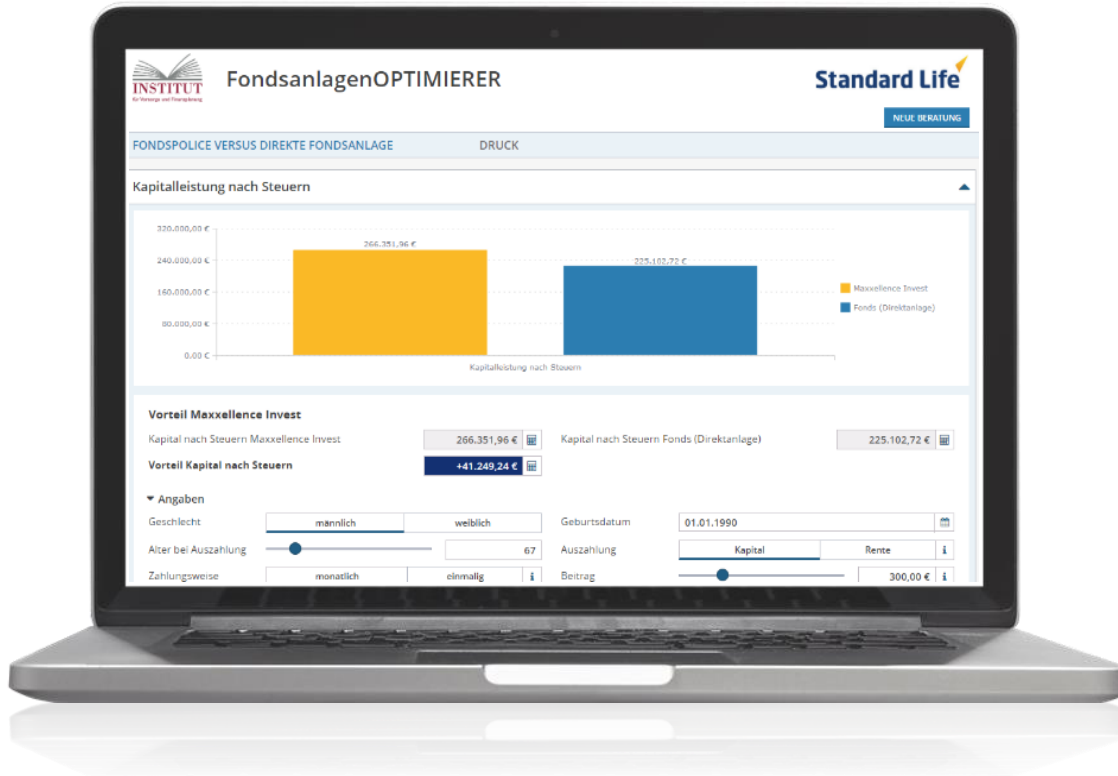 INSTITUT
für Vorsorge und Finanzplanung
FondsanlagenOPTIMIERER
Standard Life
NEUE BERATUNG
FONDSPOLICE VERSUS DIREKTE FONDSANLAGE DRUCK
Kapitalleistung nach Steuern
320.000,00 €
266.351,96 €
240.000,00 €
225.102,72 €
160.000,00 €
80.000,00 €
0,00 €
Maxxellence Invest
Fonds (Direktanlage)
Kapitalleistung nach Steuern
Vorteil Maxxellence Invest
Kapital nach Steuern Maxxellence Invest 266.351,96 € Kapital nach Steuern Fonds (Direktanlage) 225.102,72 €
Vorteil Kapital nach Steuern +41.249,24 €
Angaben
Geschlecht männlich weiblich Geburtsdatum 01.01.1990
Alter bei Auszahlung 67 Auszahlung Kapital Rente i
Zahlungsweise monatlich einmalig i Beitrag 300,00 € i